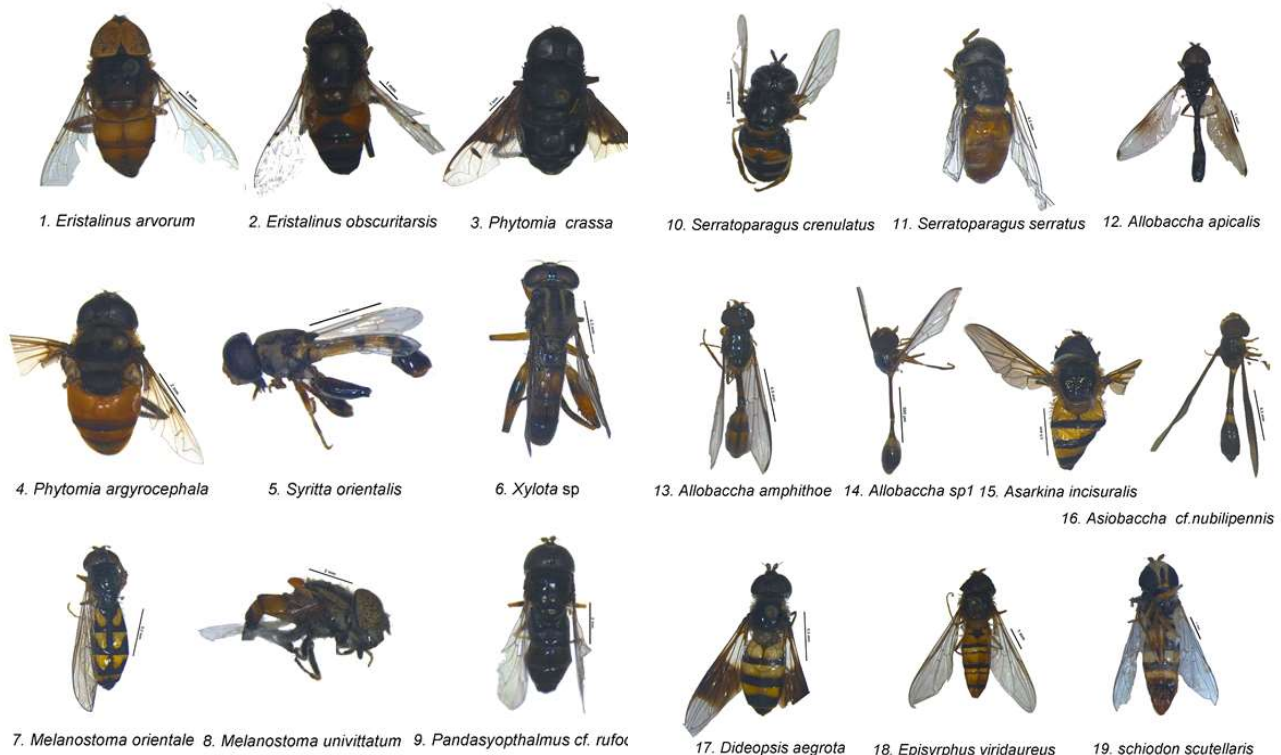 1. Eristalinus arvorum
2. Eristalinus obscuritarsis
3. Phytomia crassa
10. Serratoparagus crenulatus
11. Serratoparagus serratus
12. Allobaccha apicalis
4. Phytomia argyrocephala
5. Syritta orientalis
6. Xylota sp
13. Allobaccha amphithoe
14. Allobaccha sp1
15. Asarkina incisuralis
16. Asiobaccha cf.nubilipennis
7. Melanostoma orientale
8. Melanostoma univittatum
9. Pandasyopthalmus cf. rufoc
17. Dideopsis aegrota
18. Episyrphus viridaureus
19. schiodon scutellaris